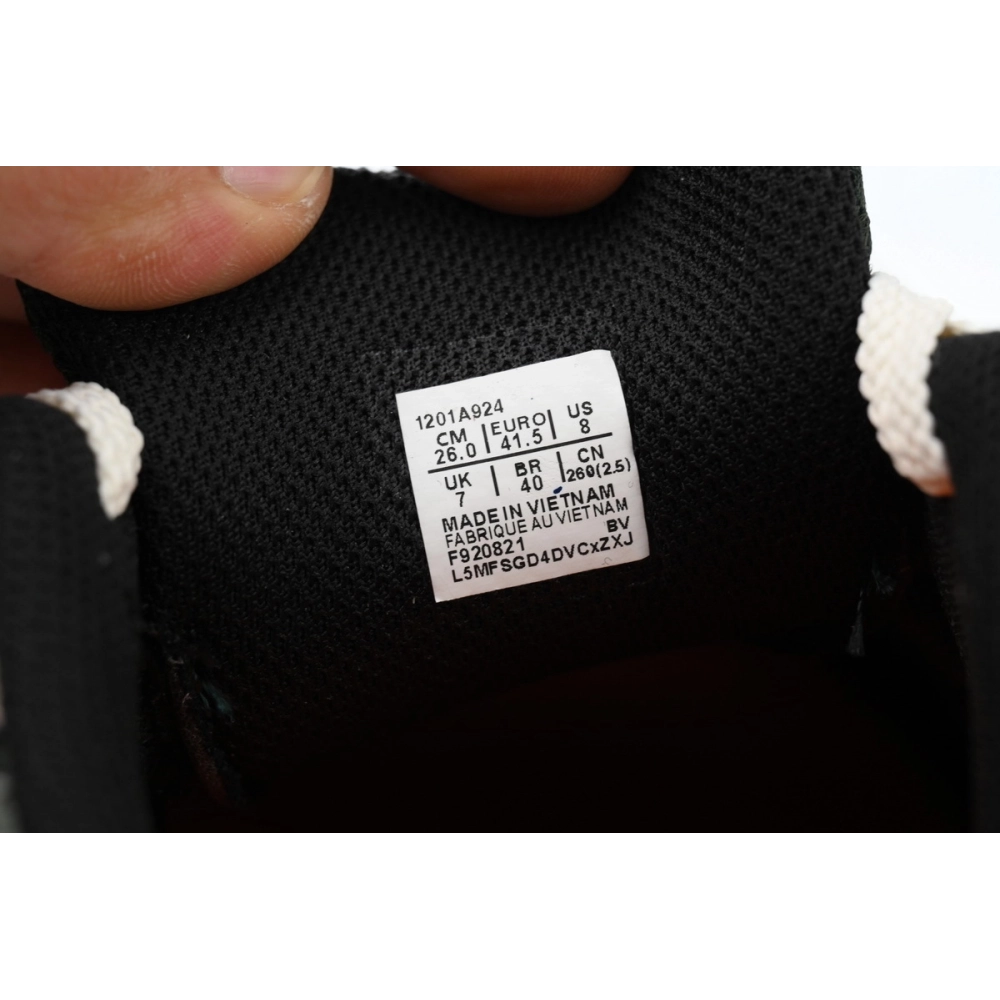 1201A924
CM | EURO | US
26.0 | 41.5 | 8
UK | BR | CN
7 | 40 | 260(2.5)
MADE IN VIETNAM
FABRIQUE AU VIETNAM
F920821 BV
L5MFSGD4DVCxZXJ